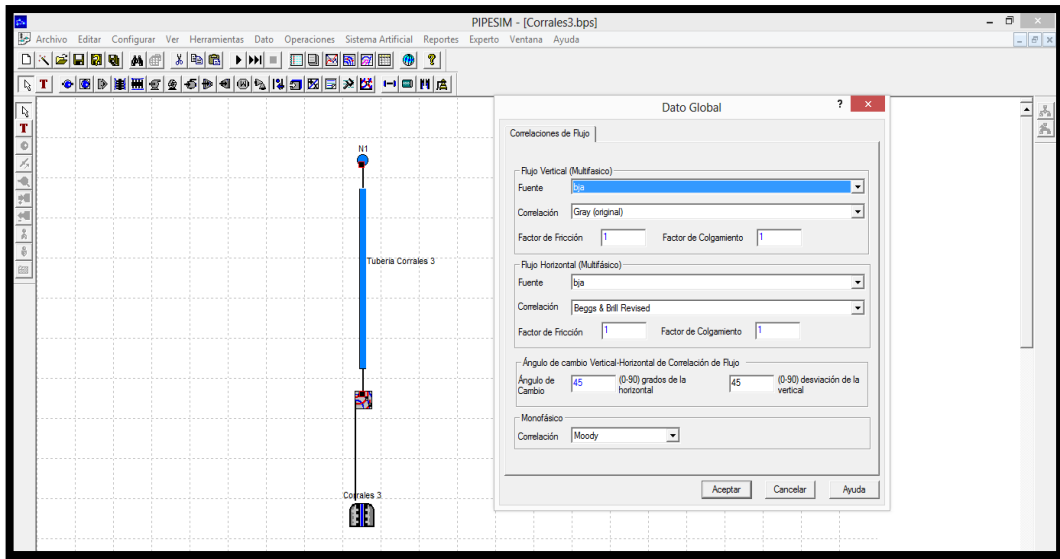 PIPESIM - [Corrales3.bps]
Archivo Editar Configurar Ver Herramientas Dato Operaciones Sistema Artificial Reportes Experto Ventana Ayuda
T
T
N1
Tuberia Corrales 3
Corrales 3
Dato Global
Correlaciones de Flujo
Flujo Vertical (Multifasico)
Fuente bja
Correlación Gray (original)
Factor de Fricción 1 Factor de Colgamiento 1
Flujo Horizontal (Multifásico)
Fuente bja
Correlación Beggs & Brill Revised
Factor de Fricción 1 Factor de Colgamiento 1
Ángulo de cambio Vertical-Horizontal de Correlación de Flujo
Ángulo de Cambio 45 (0-90) grados de la horizontal 45 (0-90) desviación de la vertical
Monofásico
Correlación Moody
Aceptar Cancelar Ayuda